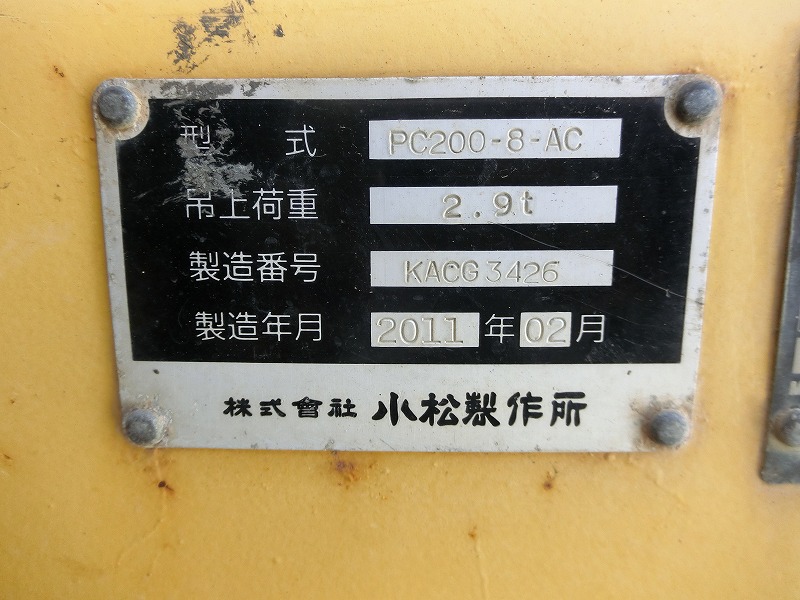 型式 PC200-8-AC
吊上荷重 2.9t
製造番号 KACG3426
製造年月 2011年02月
株式會社 小松製作所